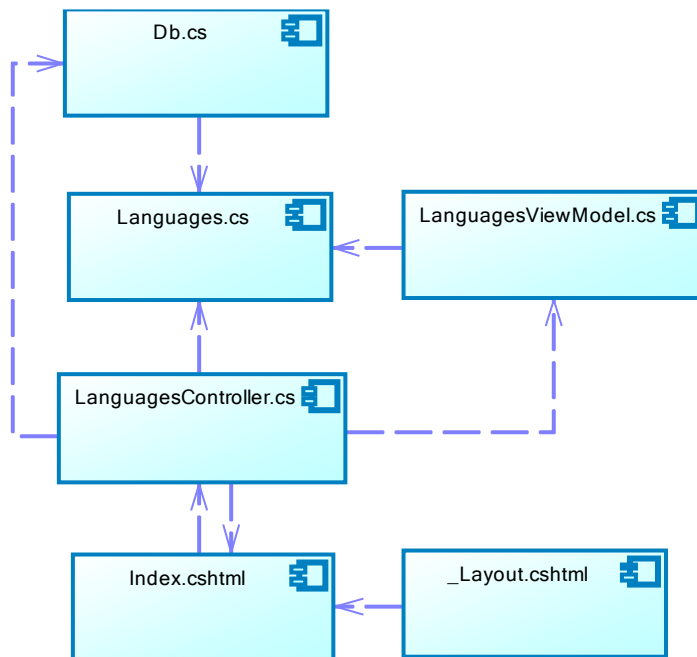 Db.cs
Languages.cs
LanguagesViewModel.cs
LanguagesController.cs
Index.cshtml
_Layout.cshtml